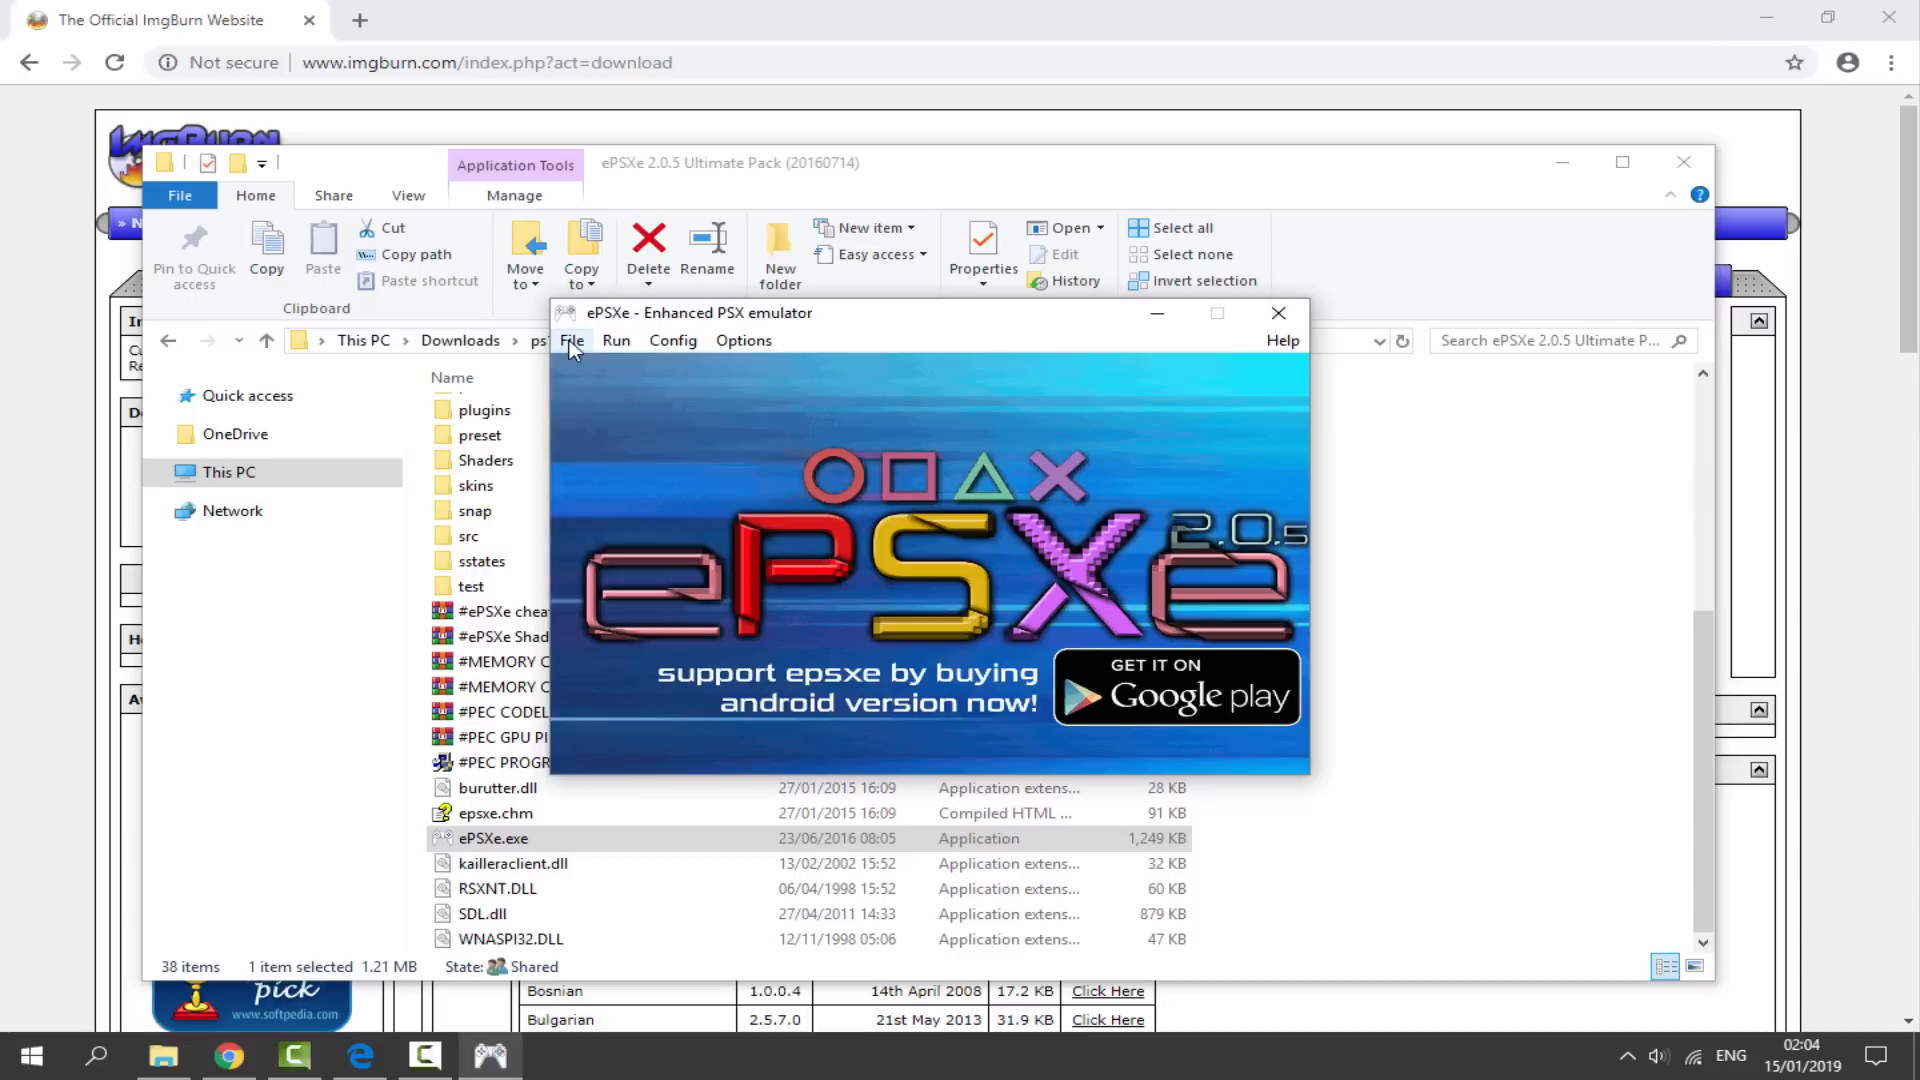 The Official ImgBurn Website
Not secure
www.imgburn.com/index.php?act=download
ImgBurn
Application Tools
ePSXe 2.0.5 Ultimate Pack (20160714)
File
Home
Share
View
Manage
Pin to Quick access
Copy
Paste
Cut
Copy path
Paste shortcut
Move to
Copy to
Delete
Rename
New folder
New item
Easy access
Properties
Open
Edit
History
Select all
Select none
Invert selection
Clipboard
ePSXe - Enhanced PSX emulator
This PC
Downloads
File
Run
Config
Options
Help
Search ePSXe 2.0.5 Ultimate P...
Name
Quick access
OneDrive
This PC
Network
plugins
preset
Shaders
skins
snap
src
sstates
test
#ePSXe chea
#ePSXe Shad
#MEMORY C
#MEMORY C
#PEC CODEL
#PEC GPU PI
#PEC PROGR
ePSXe
2.0.5
support epsxe by buying
android version now!
GET IT ON
Google play
burutter.dll 27/01/2015 16:09 Application extens... 28 KB
epsxe.chm 27/01/2015 16:09 Compiled HTML ... 91 KB
ePSXe.exe 23/06/2016 08:05 Application 1,249 KB
kailleraclient.dll 13/02/2002 15:52 Application extens... 32 KB
RSXNT.DLL 06/04/1998 15:52 Application extens... 60 KB
SDL.dll 27/04/2011 14:33 Application extens... 879 KB
WNASPI32.DLL 12/11/1998 05:06 Application extens... 47 KB
38 items 1 item selected 1.21 MB State: Shared
pick
www.softpedia.com
Bosnian 1.0.0.4 14th April 2008 17.2 KB Click Here
Bulgarian 2.5.7.0 21st May 2013 31.9 KB Click Here
ENG
02:04
15/01/2019